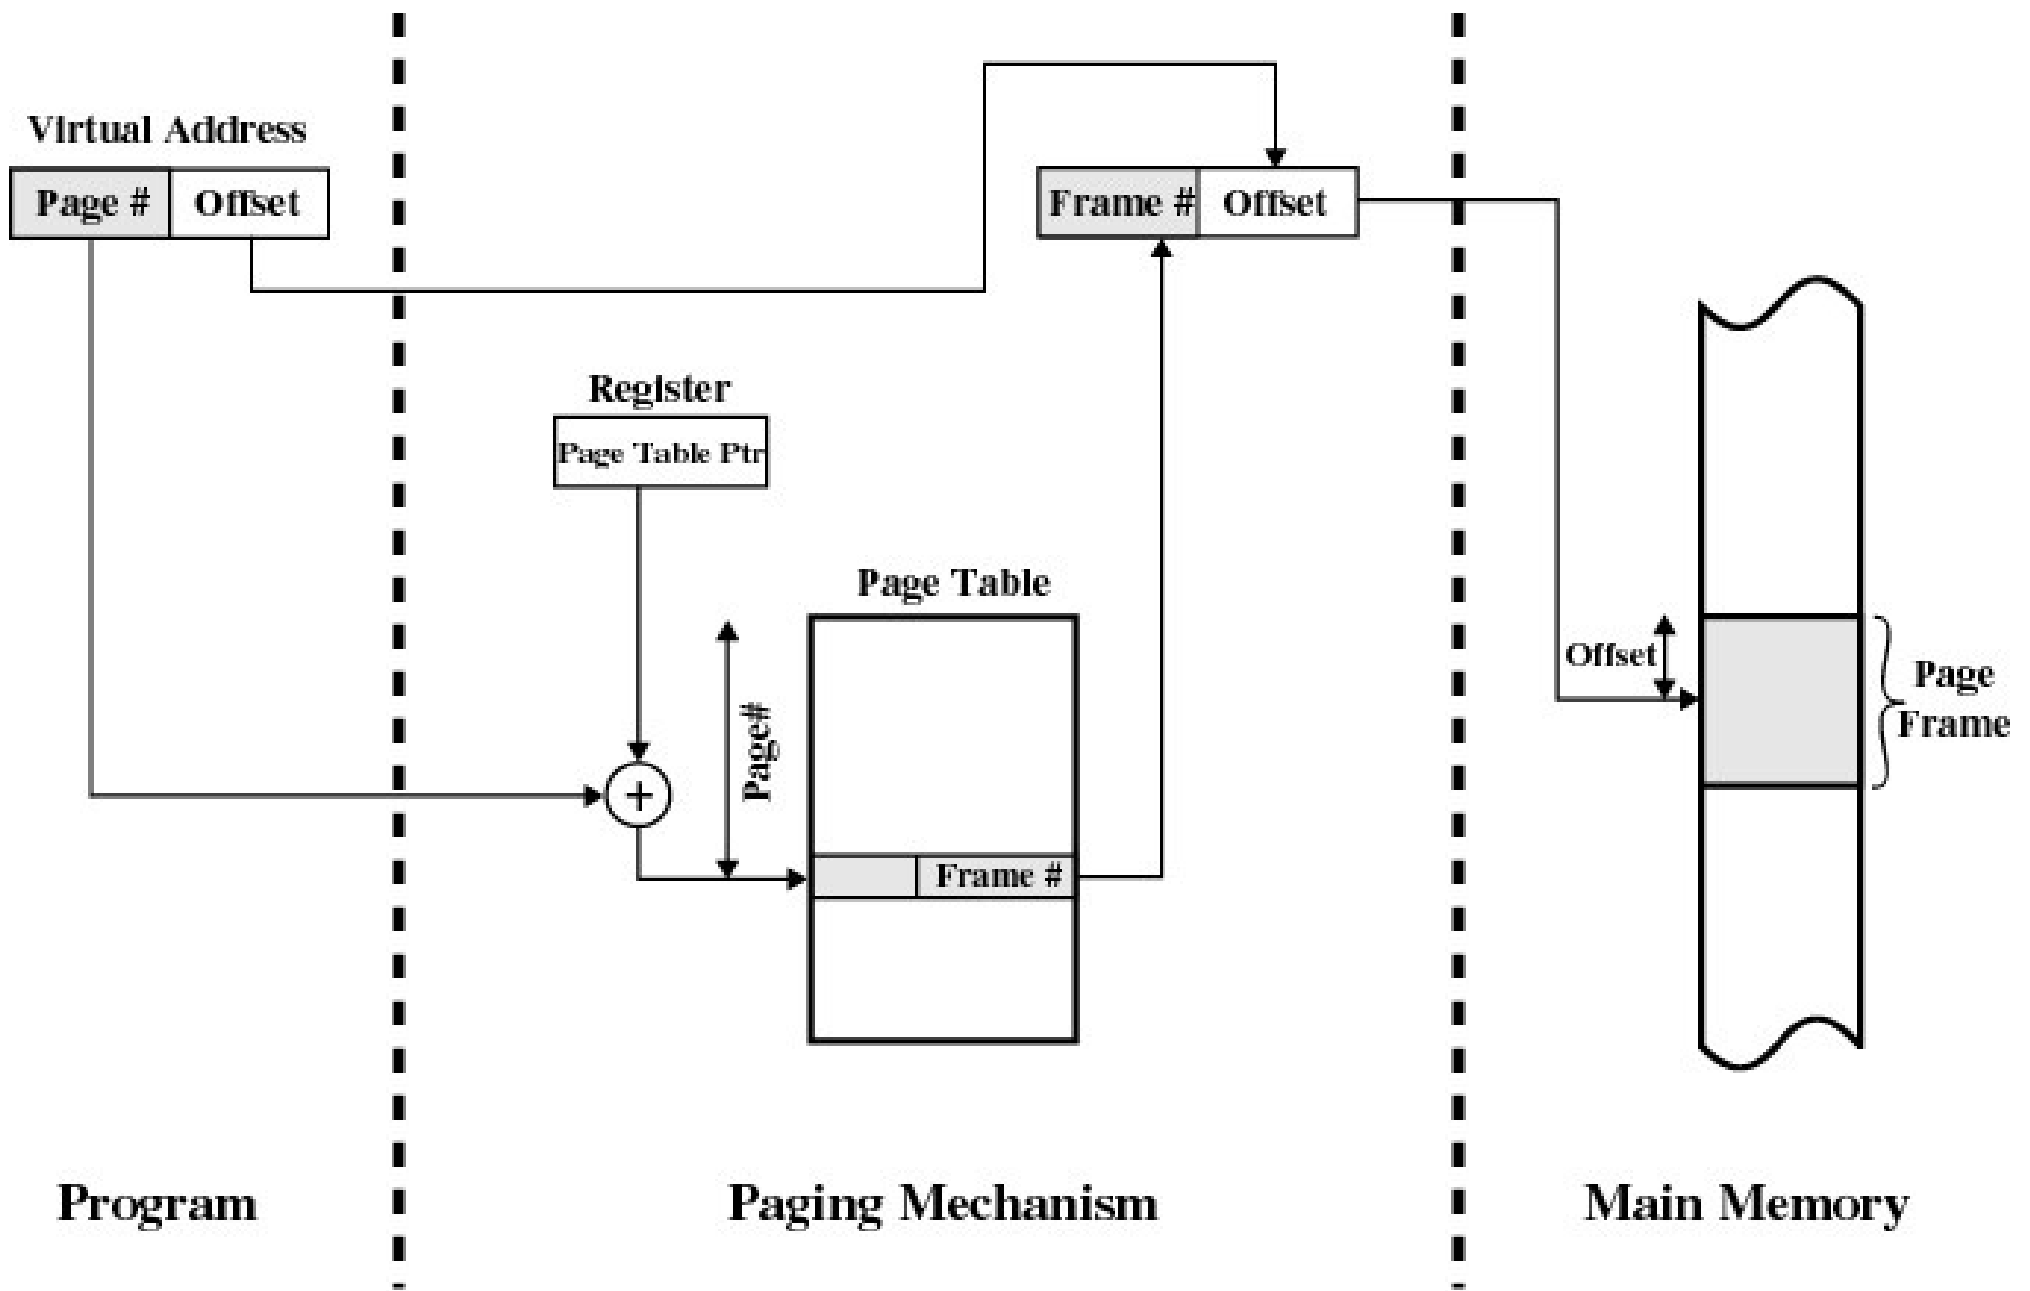 Virtual Address
Page # Offset
Frame # Offset
Register
Page Table Ptr
Page Table
Page#
+
Frame #
Offset
Page
Frame
Program
Paging Mechanism
Main Memory